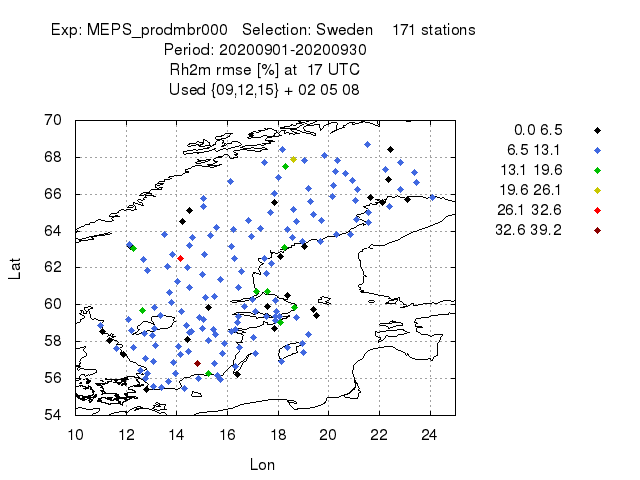 Exp: MEPS_prodmbr000   Selection: Sweden    171 stations
Period: 20200901-20200930
Rh2m rmse [%] at  17 UTC
Used {09,12,15} + 02 05 08
70
68
66
64
62
60
58
56
54
Lat
10 12 14 16 18 20 22 24
Lon
0.0 6.5
6.5 13.1
13.1 19.6
19.6 26.1
26.1 32.6
32.6 39.2